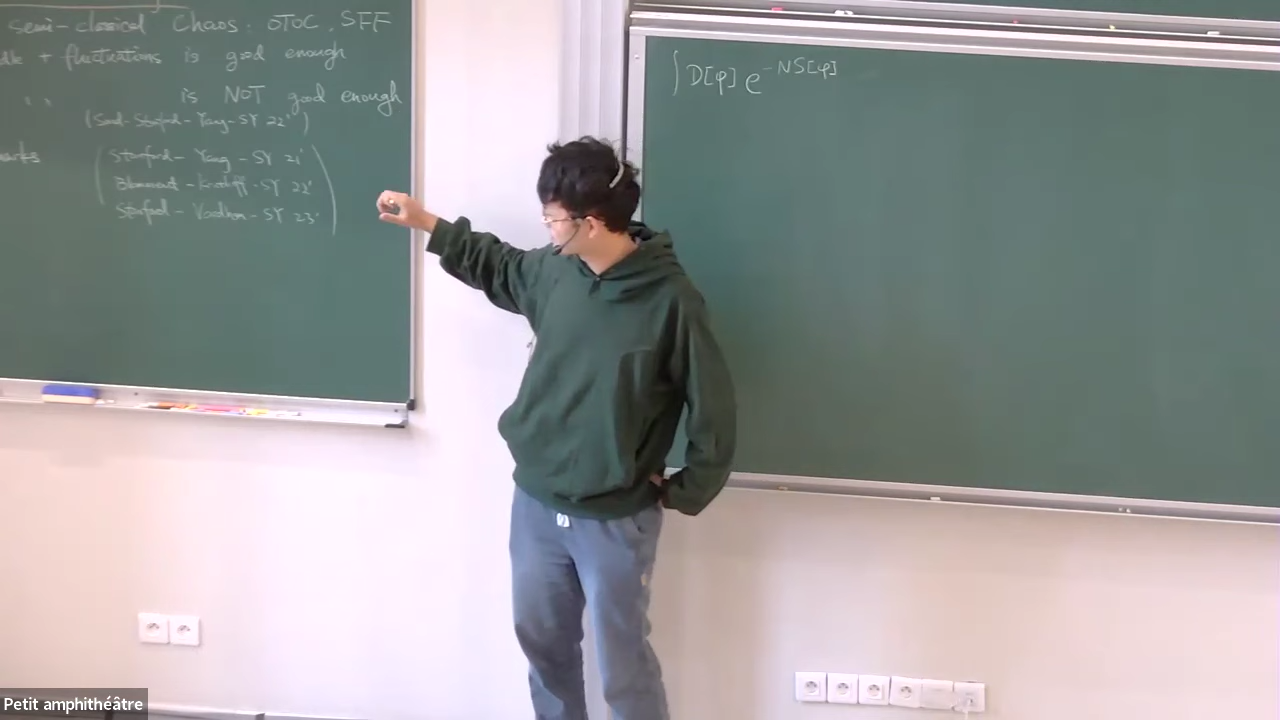 semi-classical Chaos : OTOC, SFF
+ fluctuations is good enough
" " is NOT good enough
(Saad-Stanford-Yang-SY 22')
Stanford - Yang - SY 21'
Blommaert - Kruthoff - SY 22'
Stanford - Vardhan - SY 23'
∫ D[φ] e^{-NS[φ]}
Petit amphithéâtre